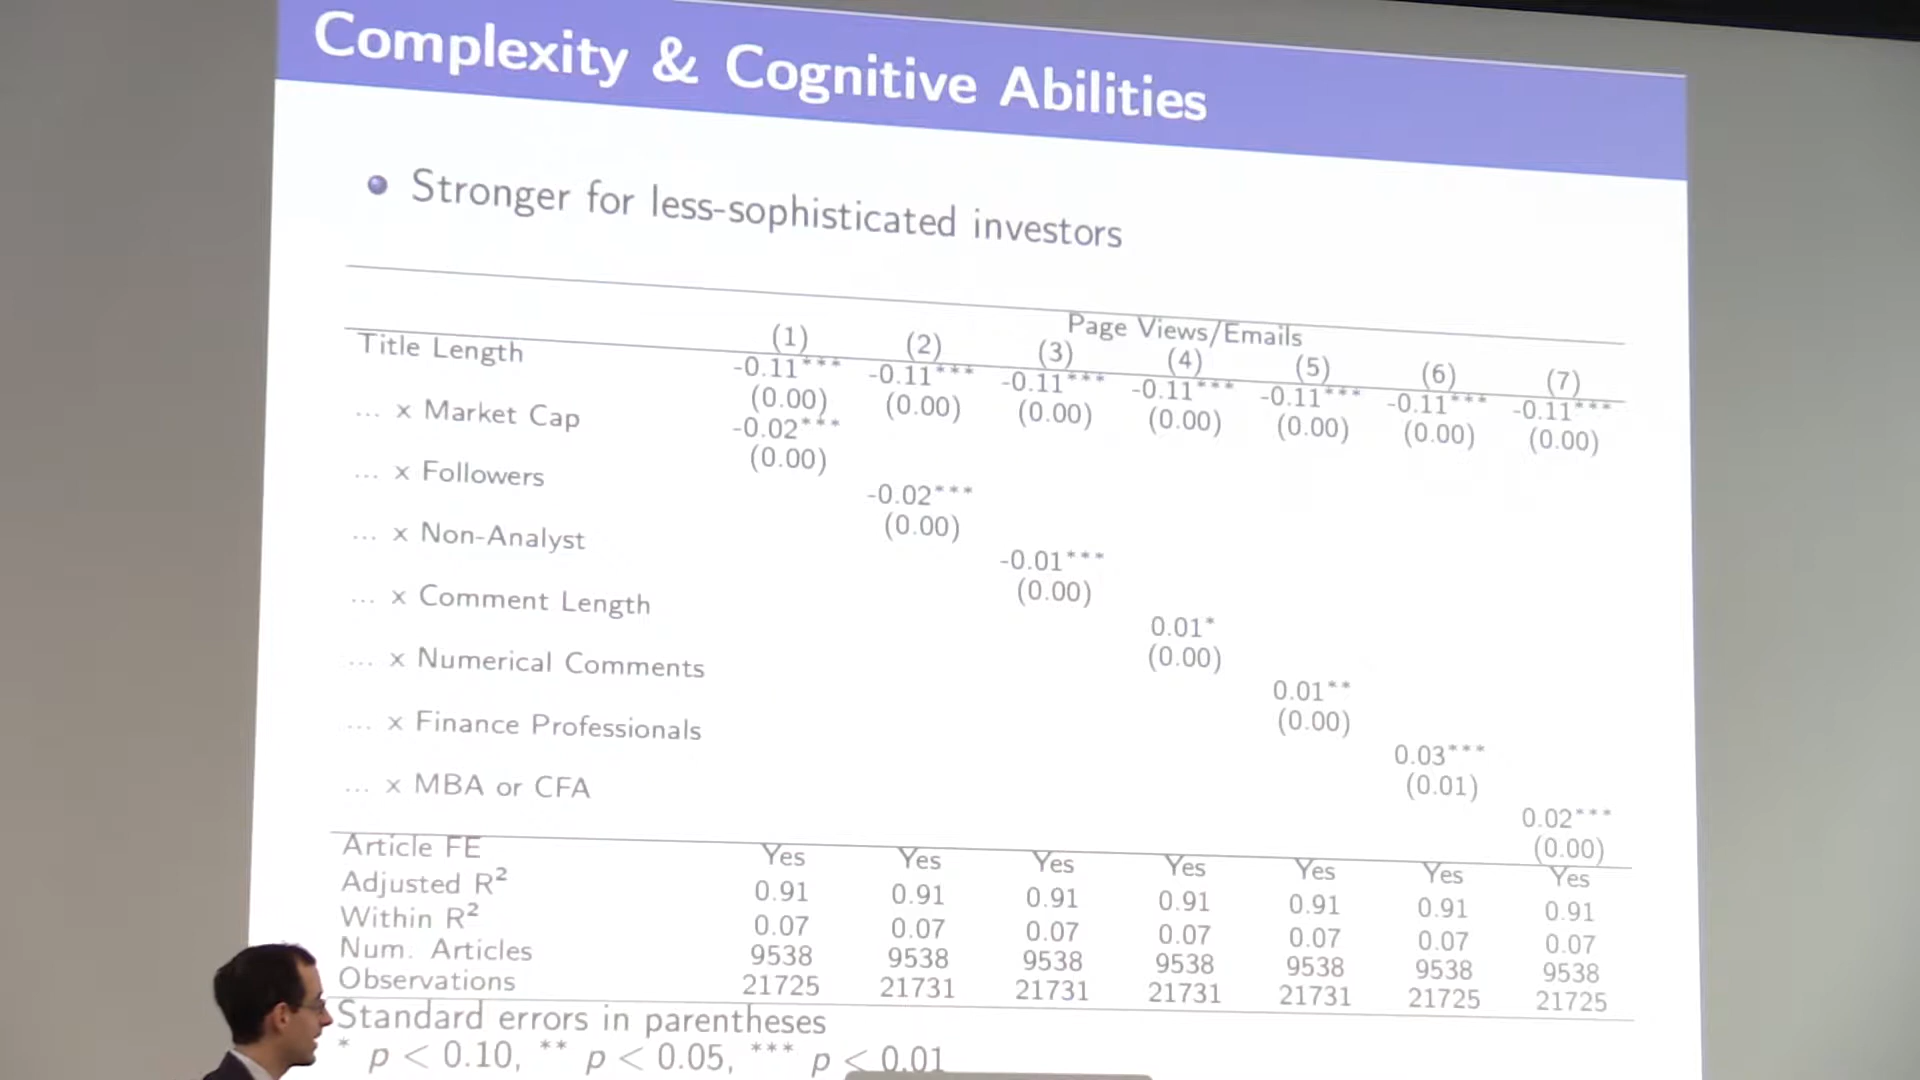 Complexity & Cognitive Abilities
Stronger for less-sophisticated investors
Page Views/Emails
(1) (2) (3) (4) (5) (6) (7)
Title Length -0.11*** -0.11*** -0.11*** -0.11*** -0.11*** -0.11*** -0.11***
(0.00) (0.00) (0.00) (0.00) (0.00) (0.00) (0.00)
... x Market Cap -0.02***
(0.00)
... x Followers -0.02***
(0.00)
... x Non-Analyst -0.01***
(0.00)
... x Comment Length 0.01*
(0.00)
... x Numerical Comments 0.01**
(0.00)
... x Finance Professionals 0.03***
(0.01)
... x MBA or CFA 0.02***
(0.00)
Article FE Yes Yes Yes Yes Yes Yes Yes
Adjusted R² 0.91 0.91 0.91 0.91 0.91 0.91 0.91
Within R² 0.07 0.07 0.07 0.07 0.07 0.07 0.07
Num. Articles 9538 9538 9538 9538 9538 9538 9538
Observations 21725 21731 21731 21731 21731 21725 21725
Standard errors in parentheses
* p < 0.10, ** p < 0.05, *** p < 0.01